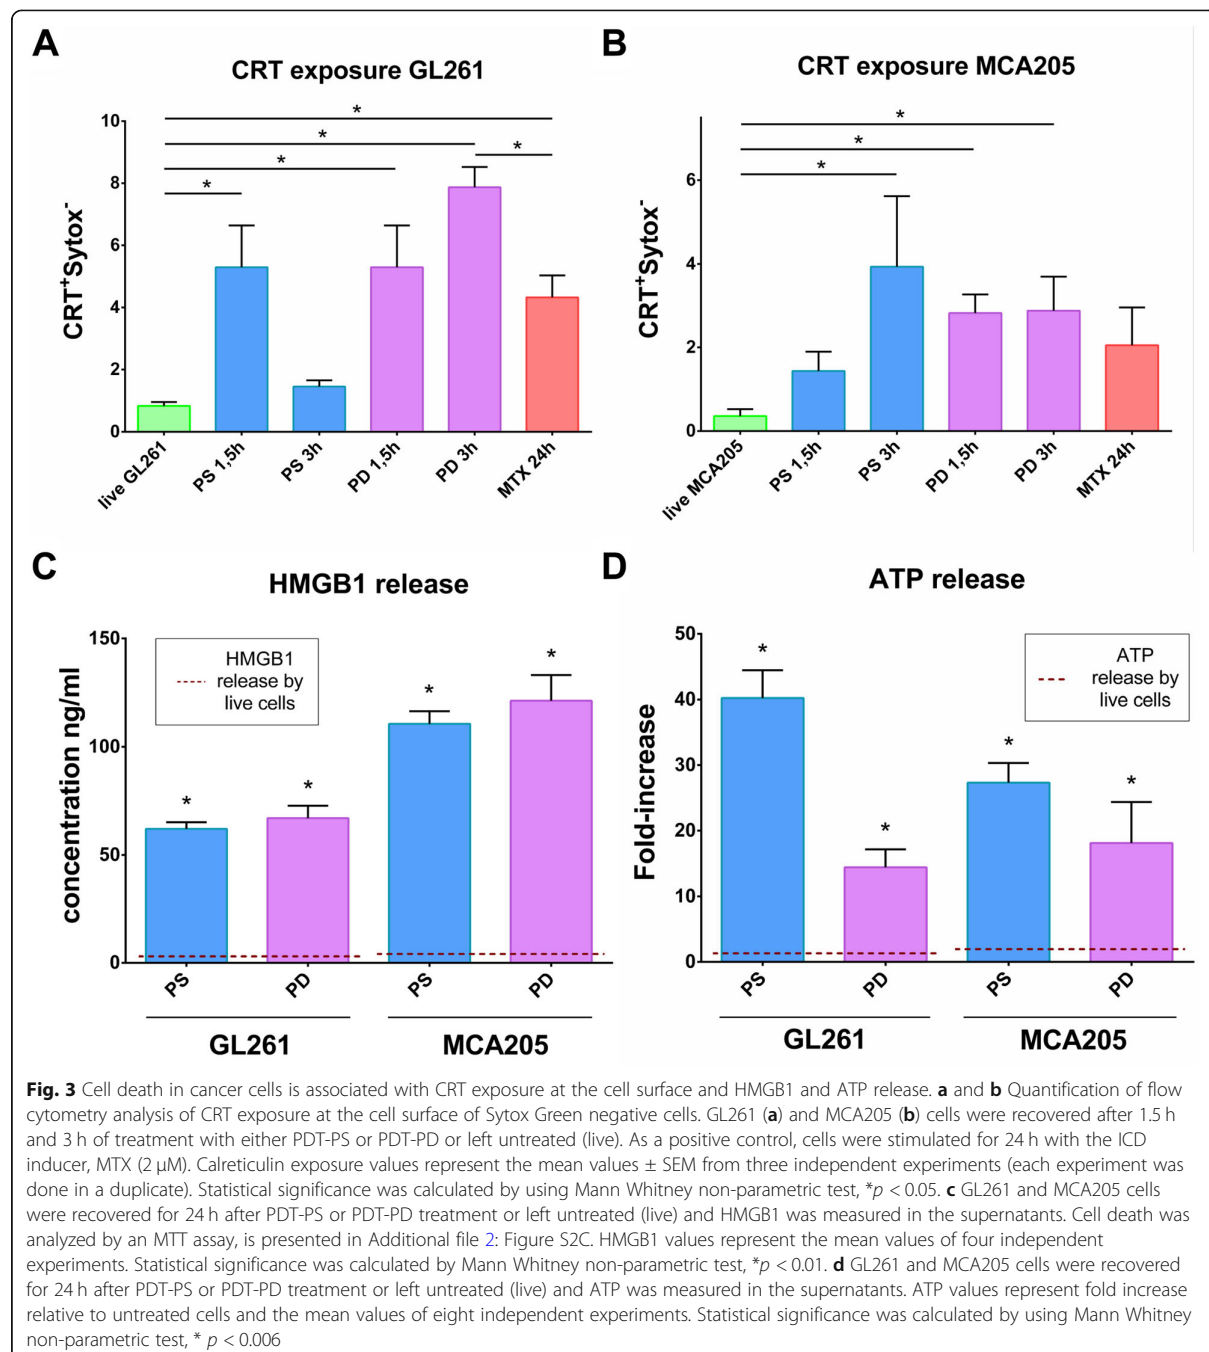 A
CRT exposure GL261
CRT⁺Sytox⁻
10
8
6
4
2
0
*
*
*
*
*
live GL261
PS 1,5h
PS 3h
PD 1,5h
PD 3h
MTX 24h
B
CRT exposure MCA205
CRT⁺Sytox⁻
6
4
2
0
*
*
*
live MCA205
PS 1,5h
PS 3h
PD 1,5h
PD 3h
MTX 24h
C
HMGB1 release
concentration ng/ml
150
100
50
0
HMGB1
release by
live cells
*
*
*
*
PS
PD
PS
PD
GL261
MCA205
D
ATP release
Fold-increase
50
40
30
20
10
0
ATP
release by
live cells
*
*
*
*
PS
PD
PS
PD
GL261
MCA205
Fig. 3 Cell death in cancer cells is associated with CRT exposure at the cell surface and HMGB1 and ATP release. a and b Quantification of flow
cytometry analysis of CRT exposure at the cell surface of Sytox Green negative cells. GL261 (a) and MCA205 (b) cells were recovered after 1.5 h
and 3 h of treatment with either PDT-PS or PDT-PD or left untreated (live). As a positive control, cells were stimulated for 24 h with the ICD
inducer, MTX (2 μM). Calreticulin exposure values represent the mean values ± SEM from three independent experiments (each experiment was
done in a duplicate). Statistical significance was calculated by using Mann Whitney non-parametric test, *p < 0.05. c GL261 and MCA205 cells
were recovered for 24 h after PDT-PS or PDT-PD treatment or left untreated (live) and HMGB1 was measured in the supernatants. Cell death was
analyzed by an MTT assay, is presented in Additional file 2: Figure S2C. HMGB1 values represent the mean values of four independent
experiments. Statistical significance was calculated by Mann Whitney non-parametric test, *p < 0.01. d GL261 and MCA205 cells were recovered
for 24 h after PDT-PS or PDT-PD treatment or left untreated (live) and ATP was measured in the supernatants. ATP values represent fold increase
relative to untreated cells and the mean values of eight independent experiments. Statistical significance was calculated by using Mann Whitney
non-parametric test, * p < 0.006